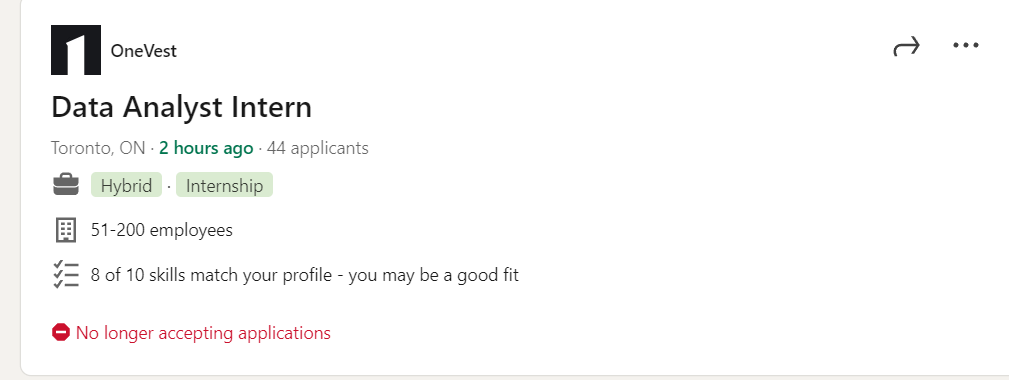 OneVest
Data Analyst Intern
Toronto, ON · 2 hours ago · 44 applicants
Hybrid · Internship
51-200 employees
8 of 10 skills match your profile - you may be a good fit
No longer accepting applications